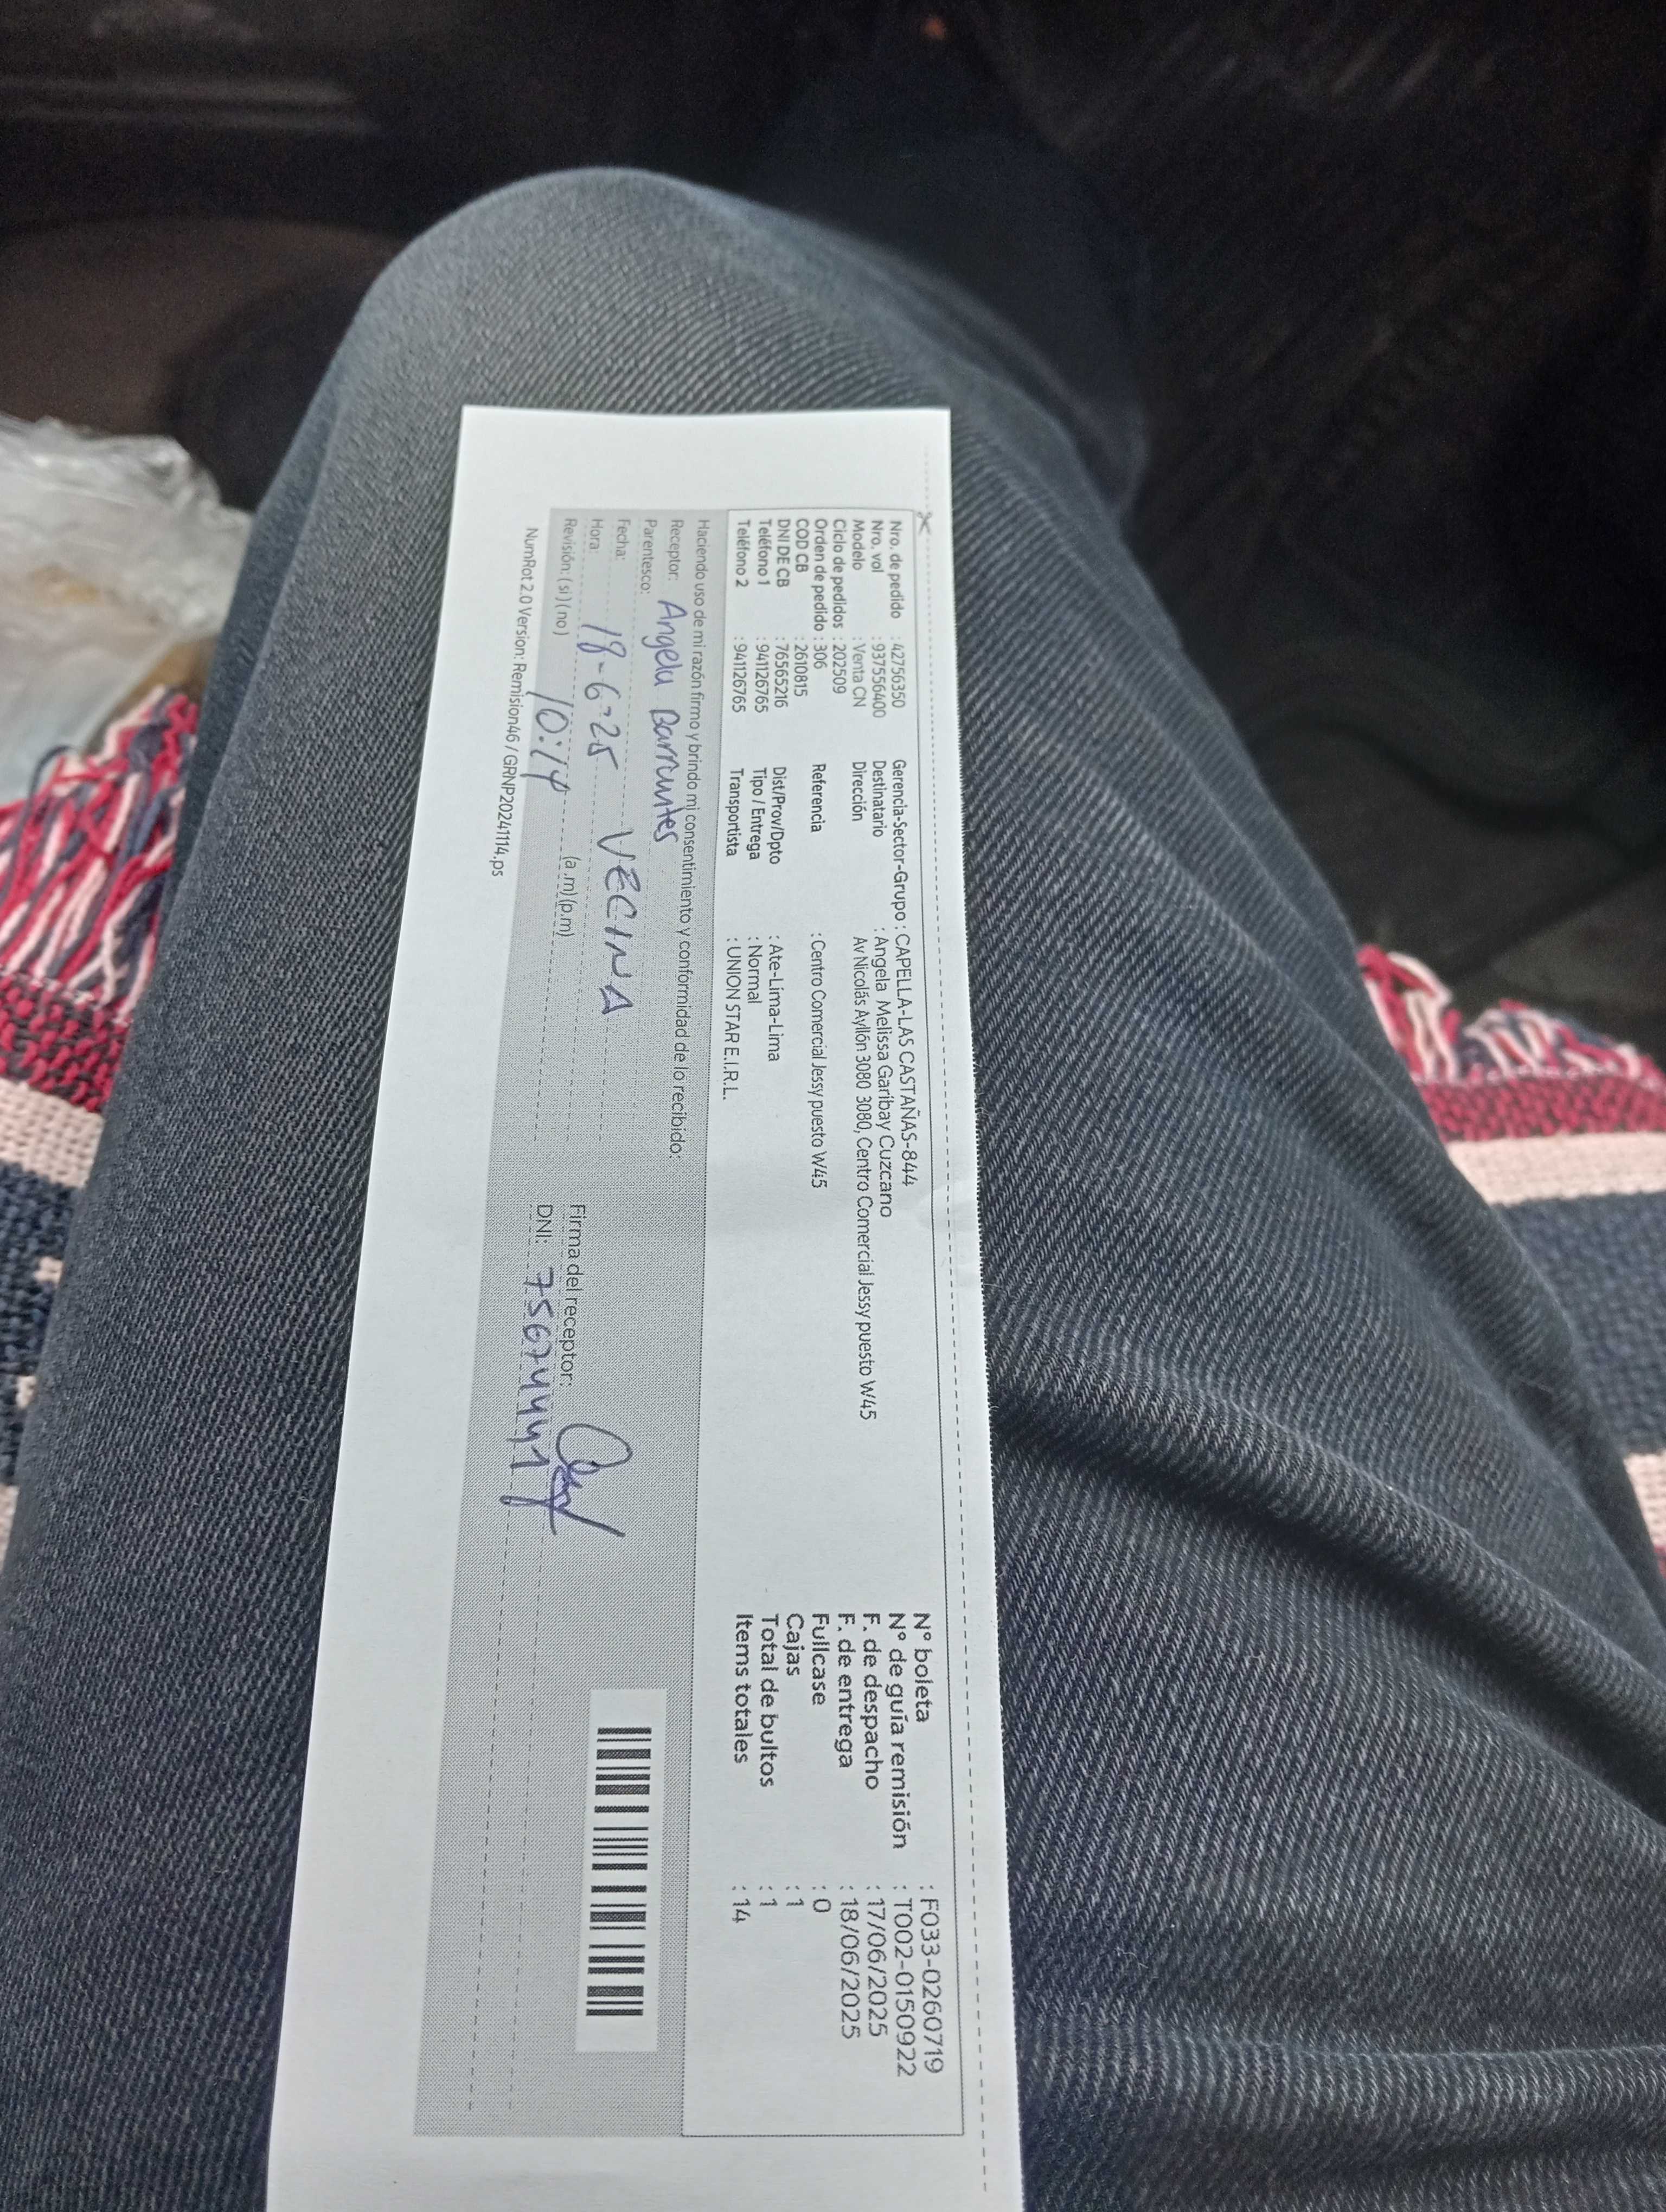 Nro. de pedido : 42756350
Nro. vol : 937556400
Modelo : Venta CN
Ciclo de pedidos : 202509
Orden de pedido : 306
COD CB : 2610815
DNI DE CB : 76565216
Teléfono 1 : 941126765
Teléfono 2 : 941126765
Gerencia-Sector-Grupo : CAPELLA-LAS CASTAÑAS-844
Destinatario : Angela Melissa Garibay Cuzcano
Dirección Av Nicolás Ayllón 3080 3080, Centro Comercial Jessy puesto W45
Referencia : Centro Comercial Jessy puesto W45
Dist/Prov/Dpto : Ate-Lima-Lima
Tipo / Entrega : Normal
Transportista : UNION STAR E.I.R.L.
N° boleta : F033-0260719
N° de guía remisión : T002-0150922
F. de despacho : 17/06/2025
F. de entrega : 18/06/2025
Fullcase : 0
Cajas : 1
Total de bultos : 1
Items totales : 14
Haciendo uso de mi razón firmo y brindo mi consentimiento y conformidad de lo recibido:
Receptor: Angela Barrantes
Parentesco: VECINA
Fecha: 18-6-25
Hora: 10:14 (a.m)(p.m)
Revisión: (si) (no)
Firma del receptor:
DNI: 75674441
NumRot 2.0 Version: Remision46 / GRNP20241114.ps